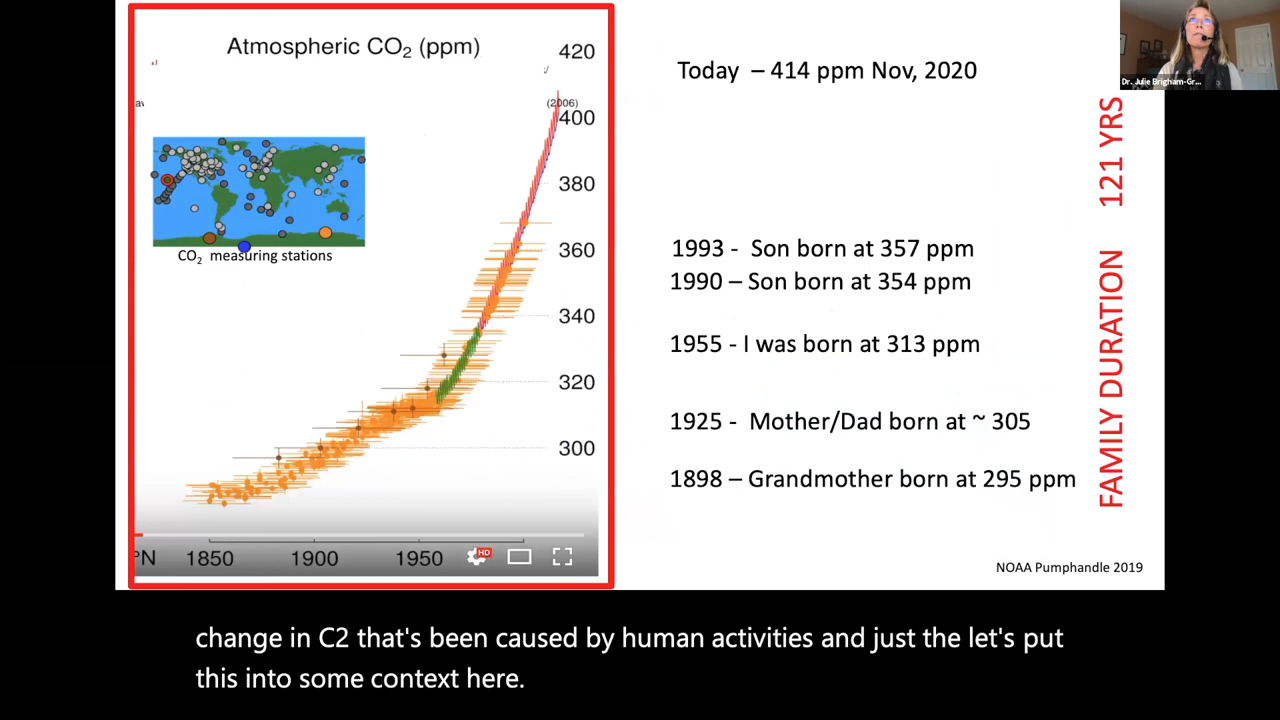 Atmospheric CO₂ (ppm)
420
(2006)
400
380
360
340
320
300
CO₂ measuring stations
PN
1850
1900
1950
HD
Today – 414 ppm Nov, 2020
1993 - Son born at 357 ppm
1990 – Son born at 354 ppm
1955 - I was born at 313 ppm
1925 - Mother/Dad born at ~ 305
1898 – Grandmother born at 295 ppm
FAMILY DURATION 121 YRS
NOAA Pumphandle 2019
Dr. Julie Brigham-Gr...
change in C2 that's been caused by human activities and just the let's put
this into some context here.